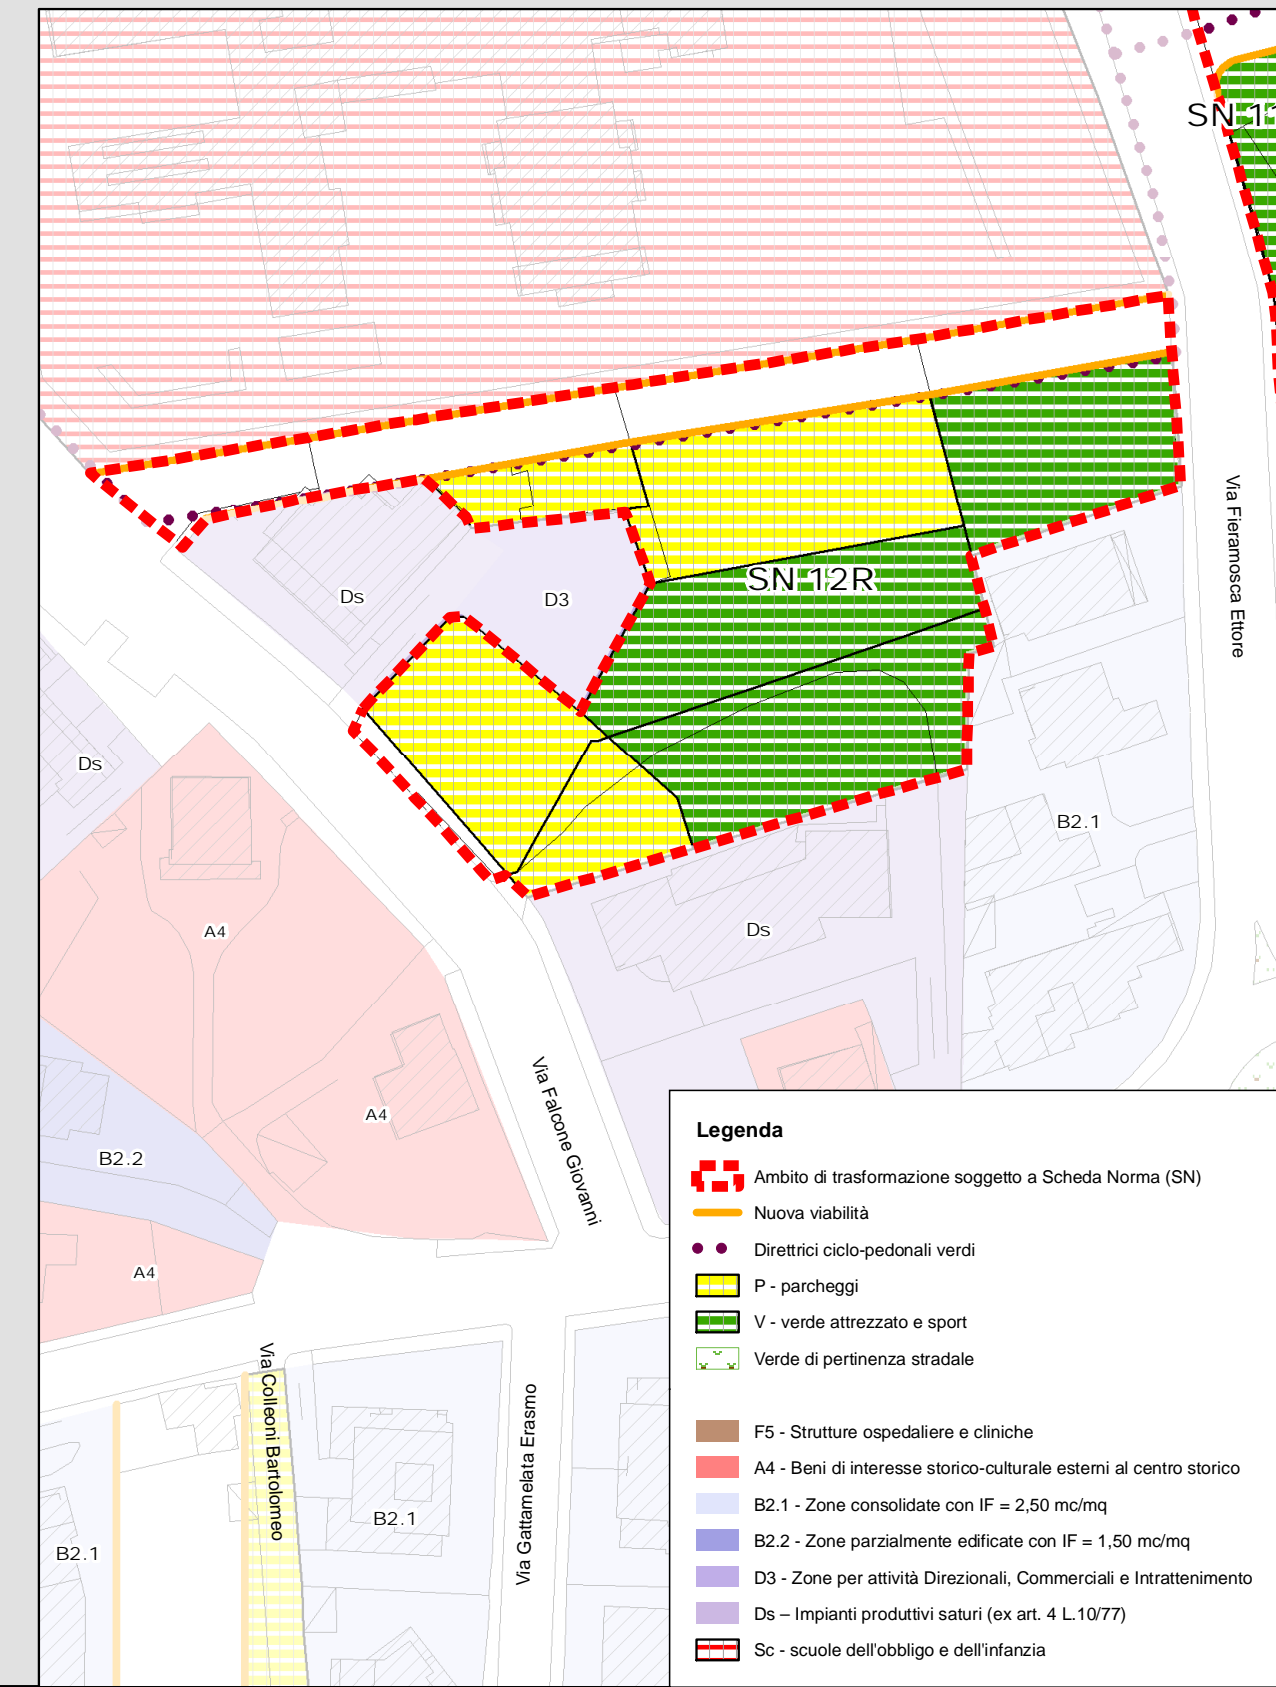 SN 11
SN 12R
Ds
D3
Via Fieramosca Ettore
Ds
B2.1
A4
Ds
Via Falcone Giovanni
A4
B2.2
A4
Via Colleoni Bartolomeo
Via Gattamelata Erasmo
B2.1
B2.1
Legenda
Ambito di trasformazione soggetto a Scheda Norma (SN)
Nuova viabilità
Direttrici ciclo-pedonali verdi
P - parcheggi
V - verde attrezzato e sport
Verde di pertinenza stradale
F5 - Strutture ospedaliere e cliniche
A4 - Beni di interesse storico-culturale esterni al centro storico
B2.1 - Zone consolidate con IF = 2,50 mc/mq
B2.2 - Zone parzialmente edificate con IF = 1,50 mc/mq
D3 - Zone per attività Direzionali, Commerciali e Intrattenimento
Ds – Impianti produttivi saturi (ex art. 4 L.10/77)
Sc - scuole dell'obbligo e dell'infanzia